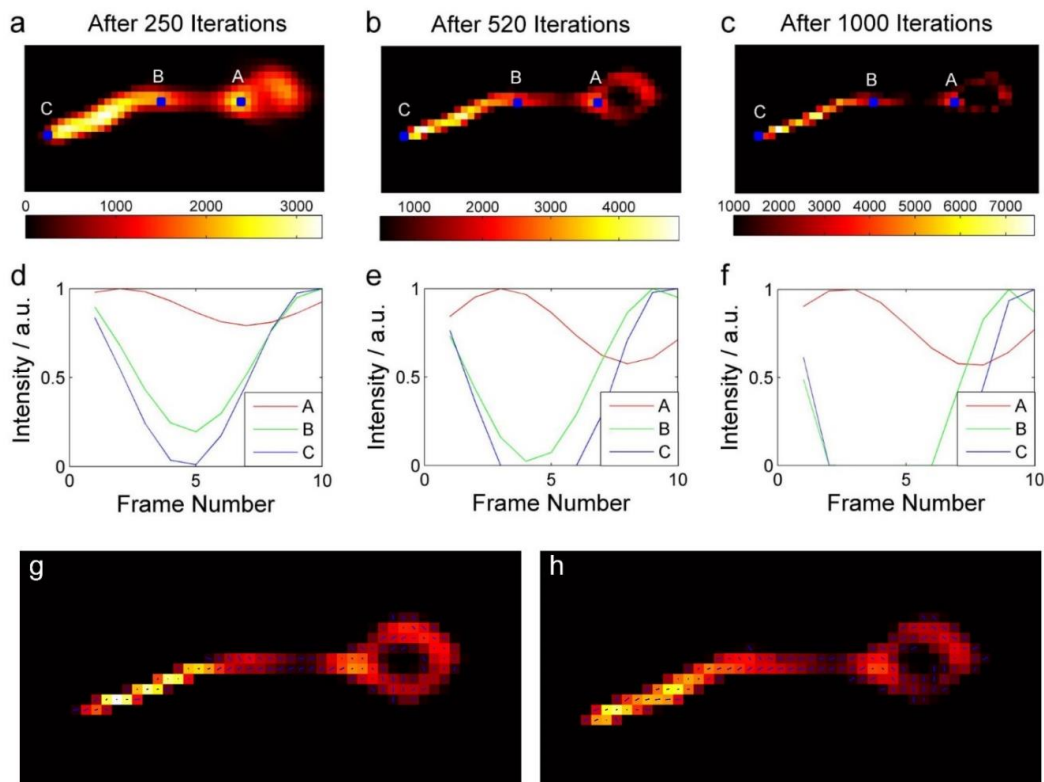 a After 250 Iterations b After 520 Iterations c After 1000 Iterations
C B A C B A C B A
0 1000 2000 3000 1000 2000 3000 4000 1000 2000 3000 4000 5000 6000 7000
d e f
Intensity / a.u.
1
0.5
0
0 5 10
Frame Number
A
B
C
Intensity / a.u.
1
0.5
0
0 5 10
Frame Number
A
B
C
Intensity / a.u.
1
0.5
0
0 5 10
Frame Number
A
B
C
g h